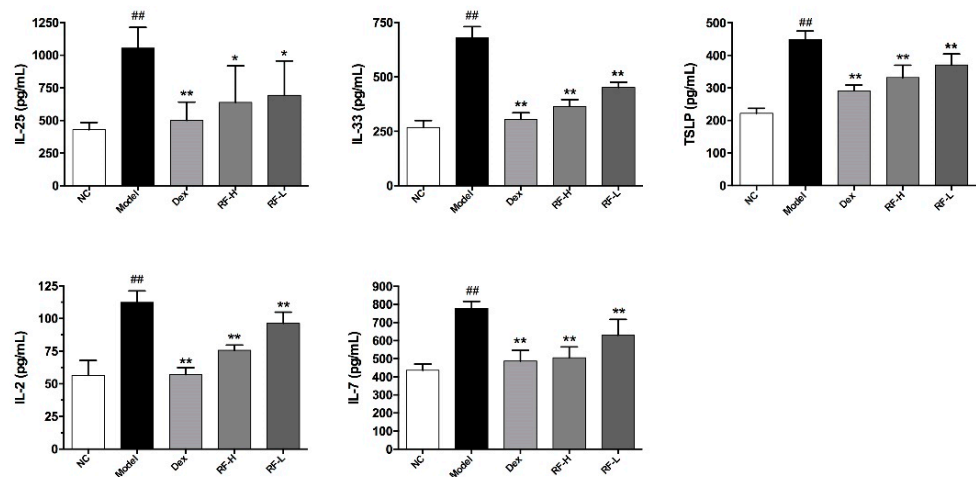 IL-25 (pg/mL)
1250
1000
750
500
250
0
##
**
*
*
NC
Model
Dex
RF-H
RF-L
IL-33 (pg/mL)
750
500
250
0
##
**
**
**
NC
Model
Dex
RF-H
RF-L
TSLP (pg/mL)
600
500
400
300
200
100
0
##
**
**
**
NC
Model
Dex
RF-H
RF-L
IL-2 (pg/mL)
125
100
75
50
25
0
##
**
**
**
NC
Model
Dex
RF-H
RF-L
IL-7 (pg/mL)
900
800
700
600
500
400
300
200
100
0
##
**
**
**
NC
Model
Dex
RF-H
RF-L